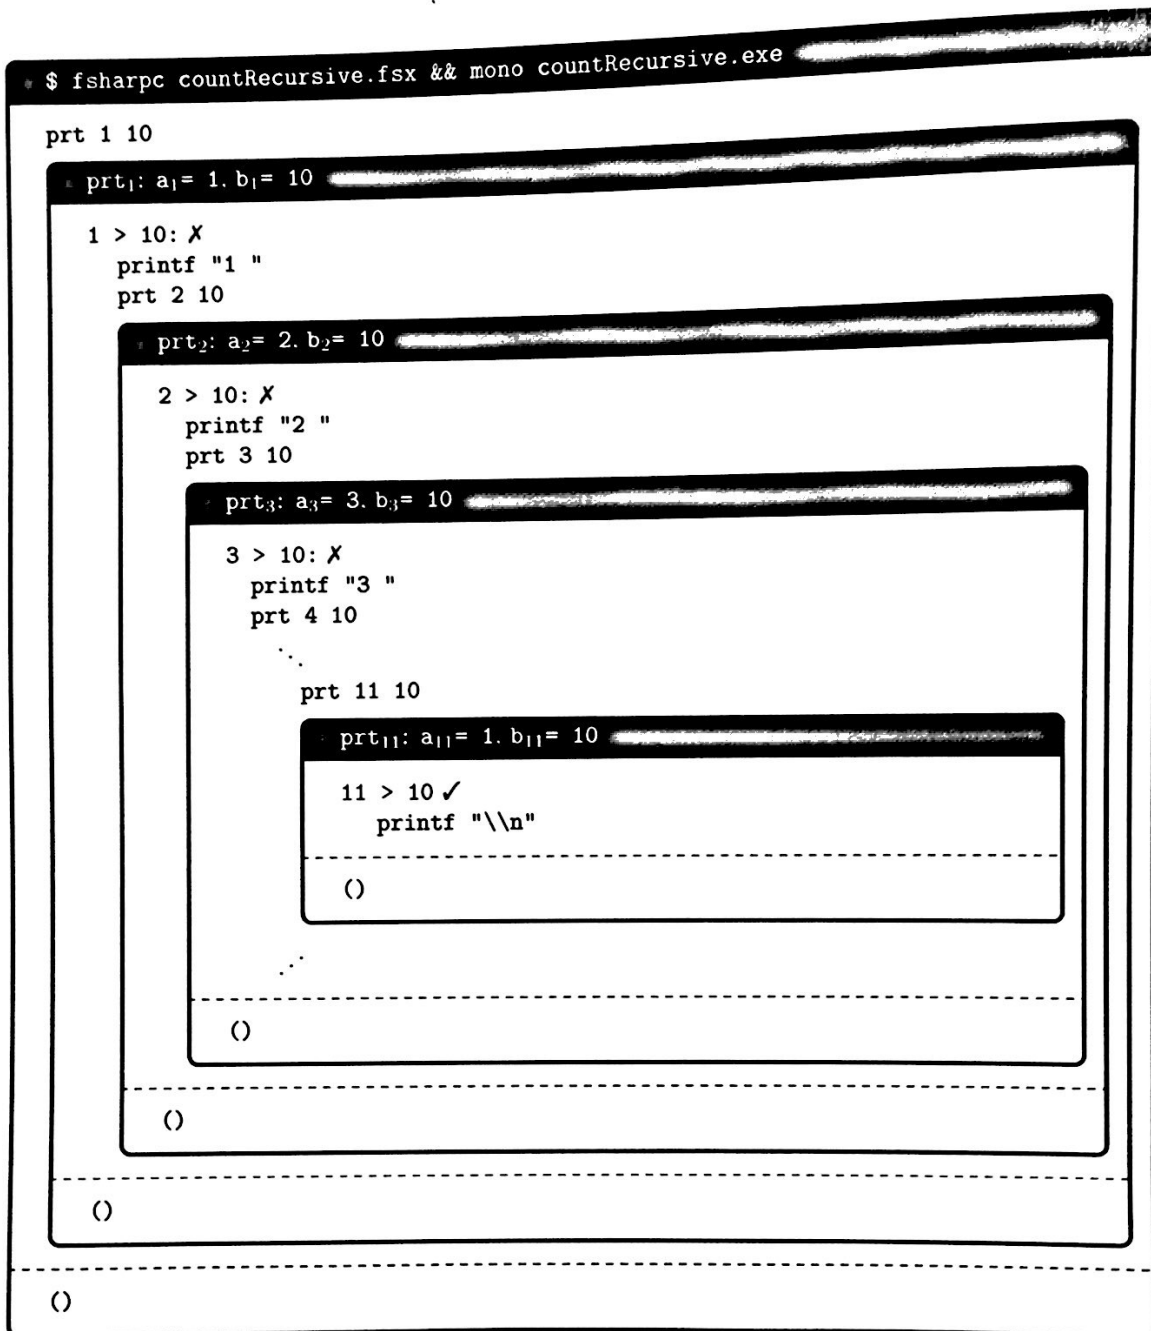 $ fsharpc countRecursive.fsx && mono countRecursive.exe
prt 1 10
prt₁: a₁= 1, b₁= 10
1 > 10: ✗
printf "1 "
prt 2 10
prt₂: a₂= 2, b₂= 10
2 > 10: ✗
printf "2 "
prt 3 10
prt₃: a₃= 3, b₃= 10
3 > 10: ✗
printf "3 "
prt 4 10
⋱
prt 11 10
prt₁₁: a₁₁= 1, b₁₁= 10
11 > 10 ✓
printf "\\n"
()
⋰
()
()
()
()